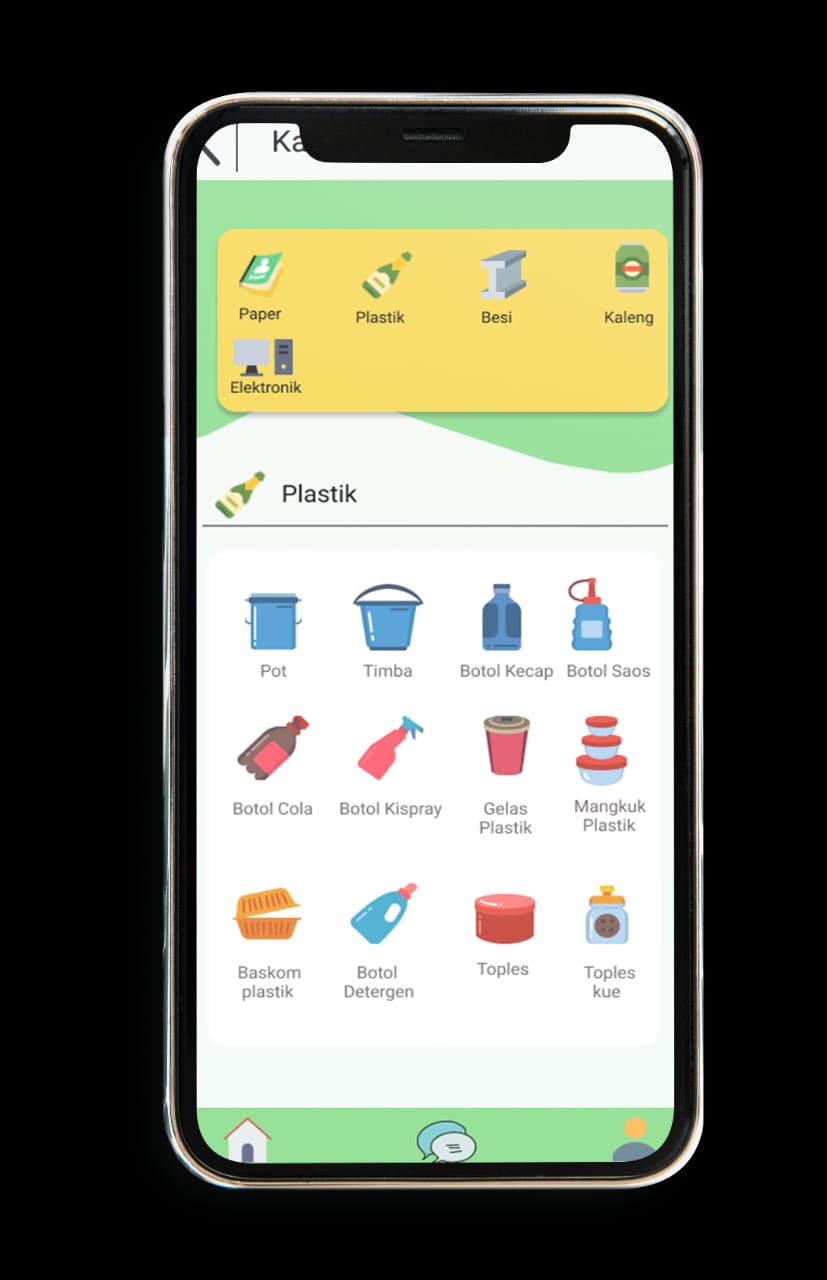 Ka
Paper
Plastik
Besi
Kaleng
Elektronik
Plastik
Pot
Timba
Botol Kecap
Botol Saos
Botol Cola
Botol Kispray
Gelas
Plastik
Mangkuk
Plastik
Baskom
plastik
Botol
Detergen
Toples
Toples
kue